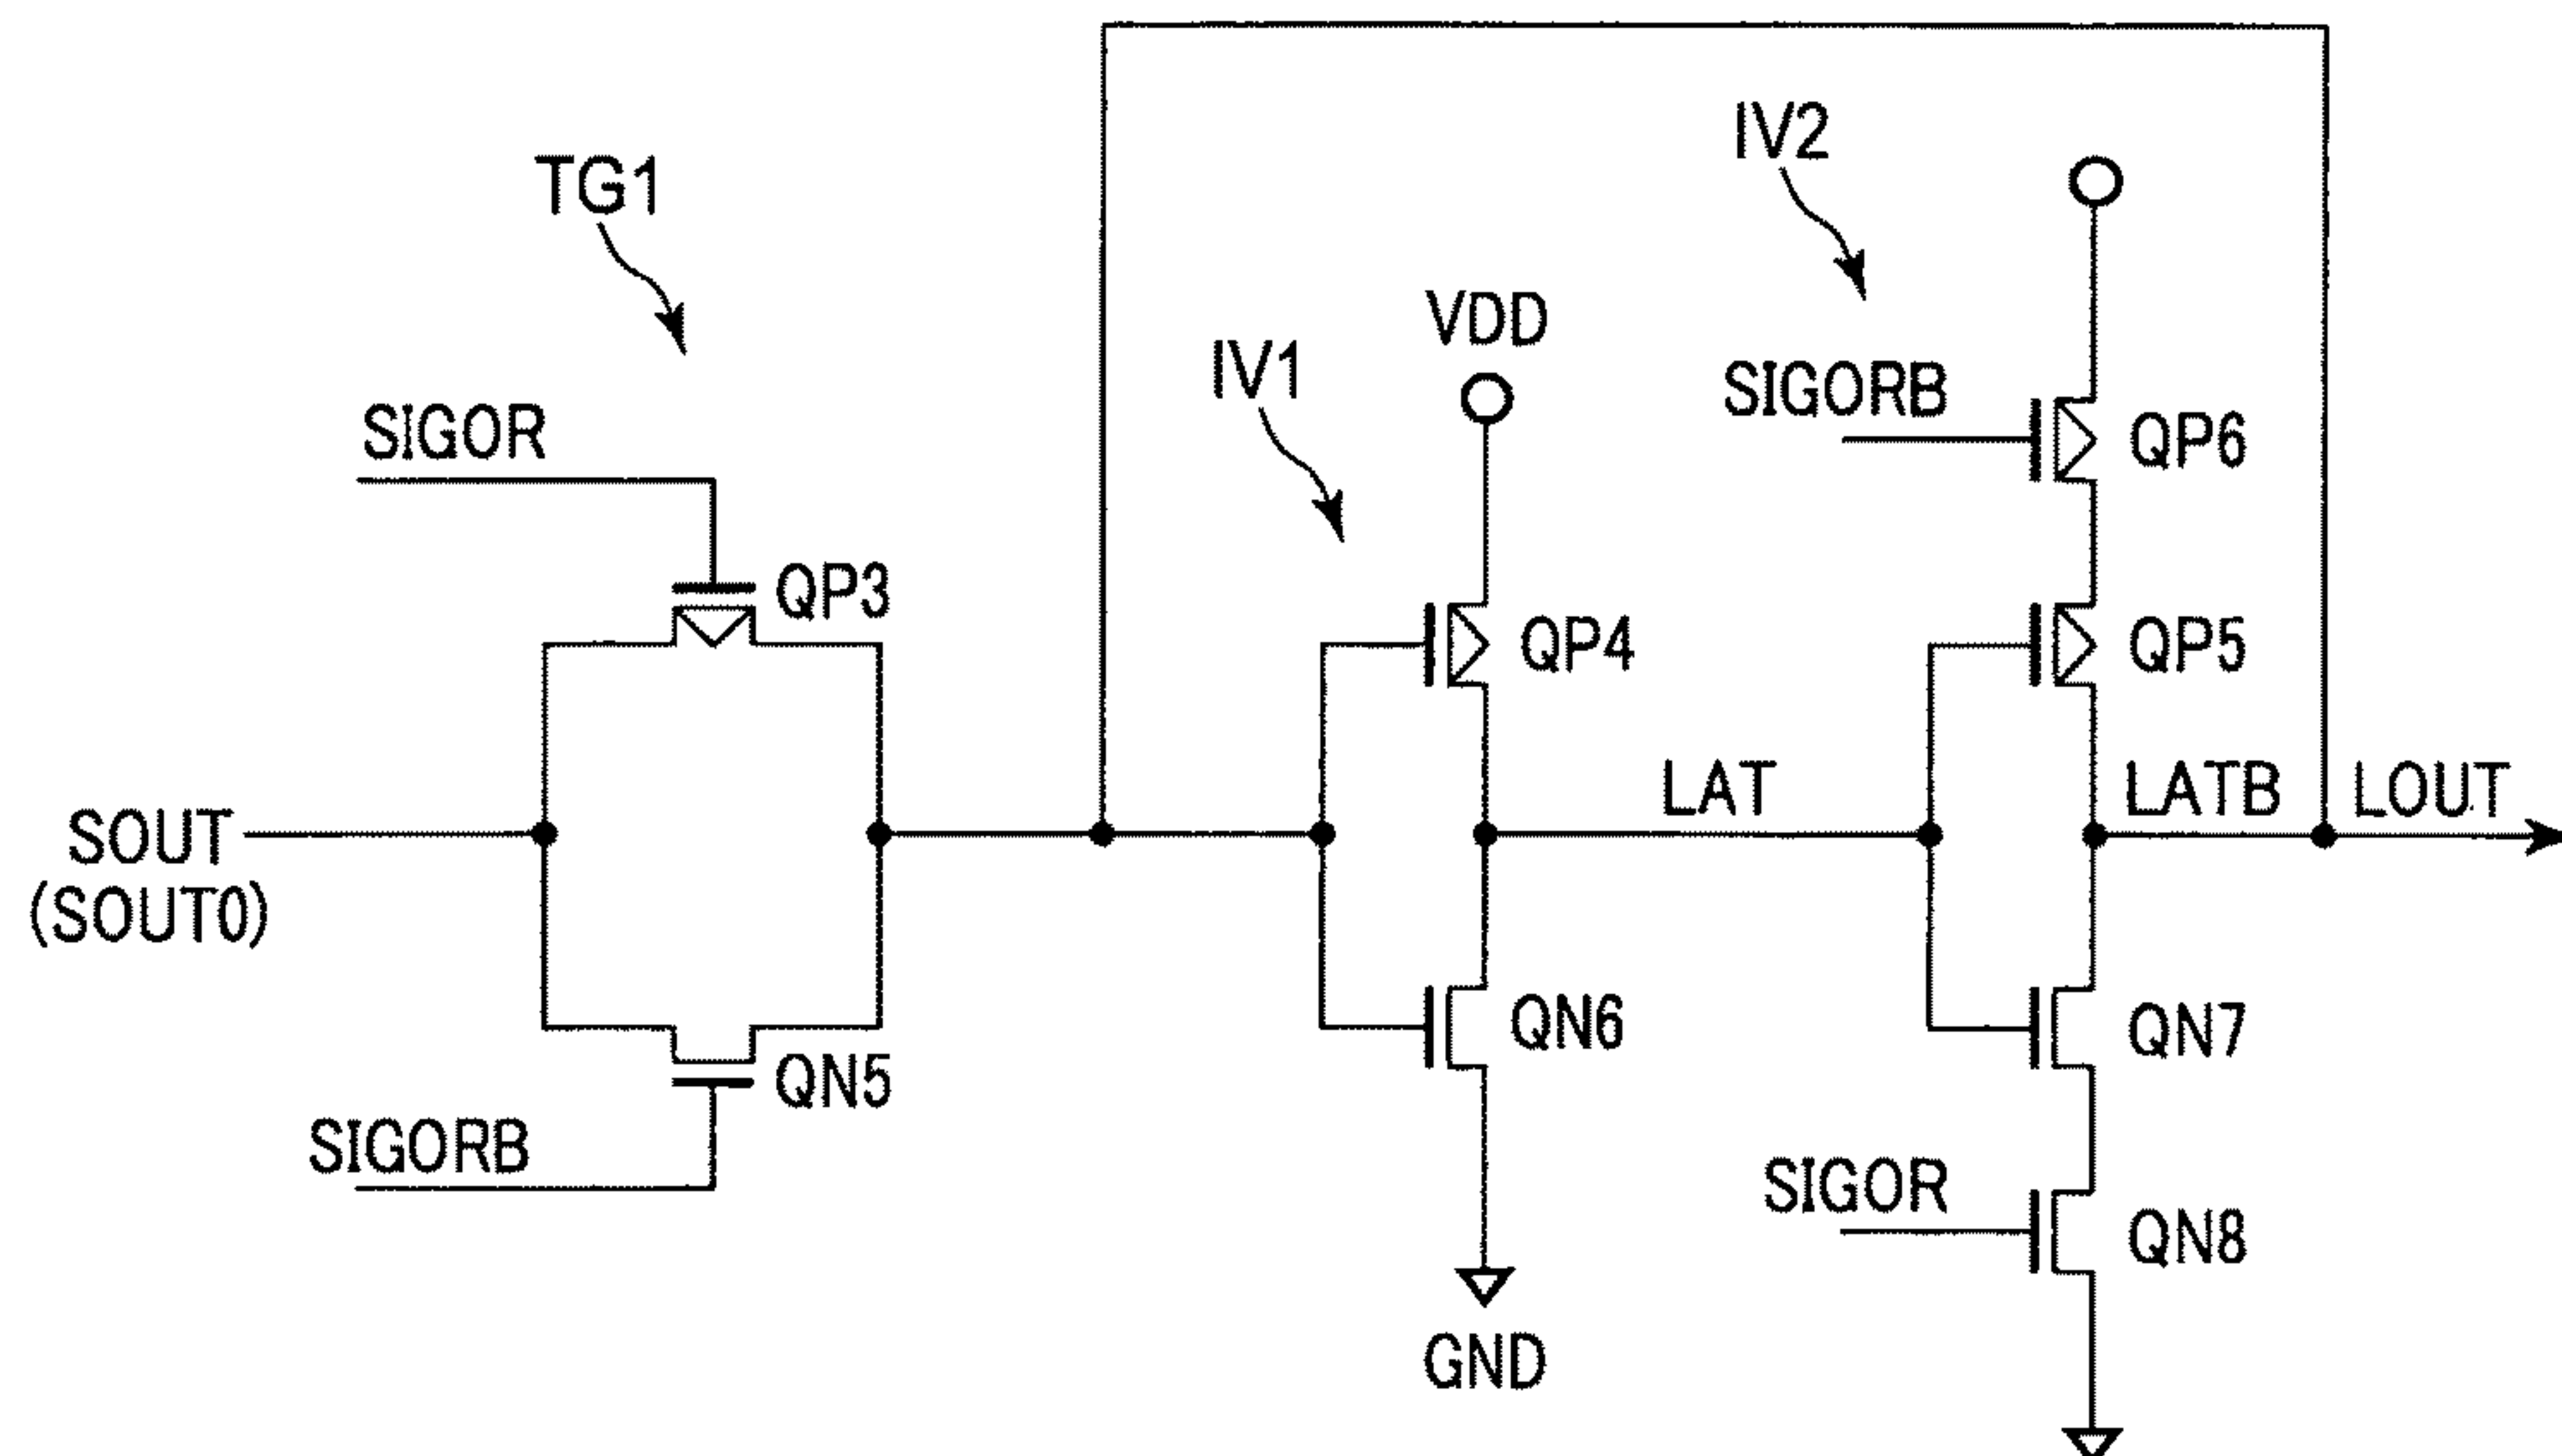 IV2
TG1
VDD
IV1
SIGORB
SIGOR
QP6
QP3
QP4
QP5
SOUT
(SOUT0)
LAT
LATB
LOUT
QN6
QN7
QN5
SIGORB
SIGOR
QN8
GND